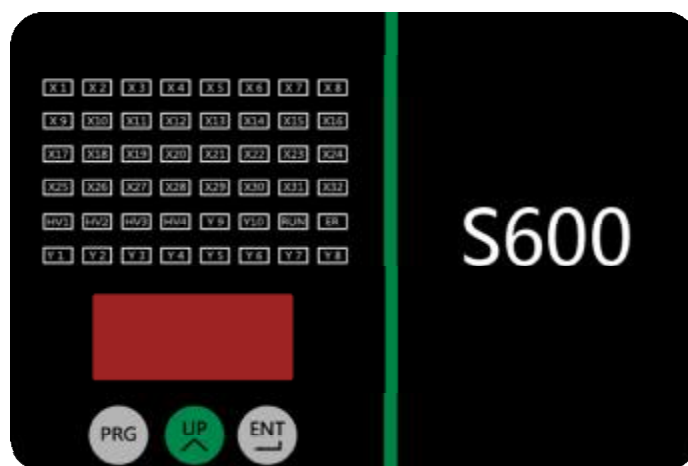 X1 X2 X3 X4 X5 X6 X7 X8
X9 X10 X11 X12 X13 X14 X15 X16
X17 X18 X19 X20 X21 X22 X23 X24
X25 X26 X27 X28 X29 X30 X31 X32
HV1 HV2 HV3 HV4 Y9 Y10 RUN ER
Y1 Y2 Y3 Y4 Y5 Y6 Y7 Y8
S600
PRG UP ENT